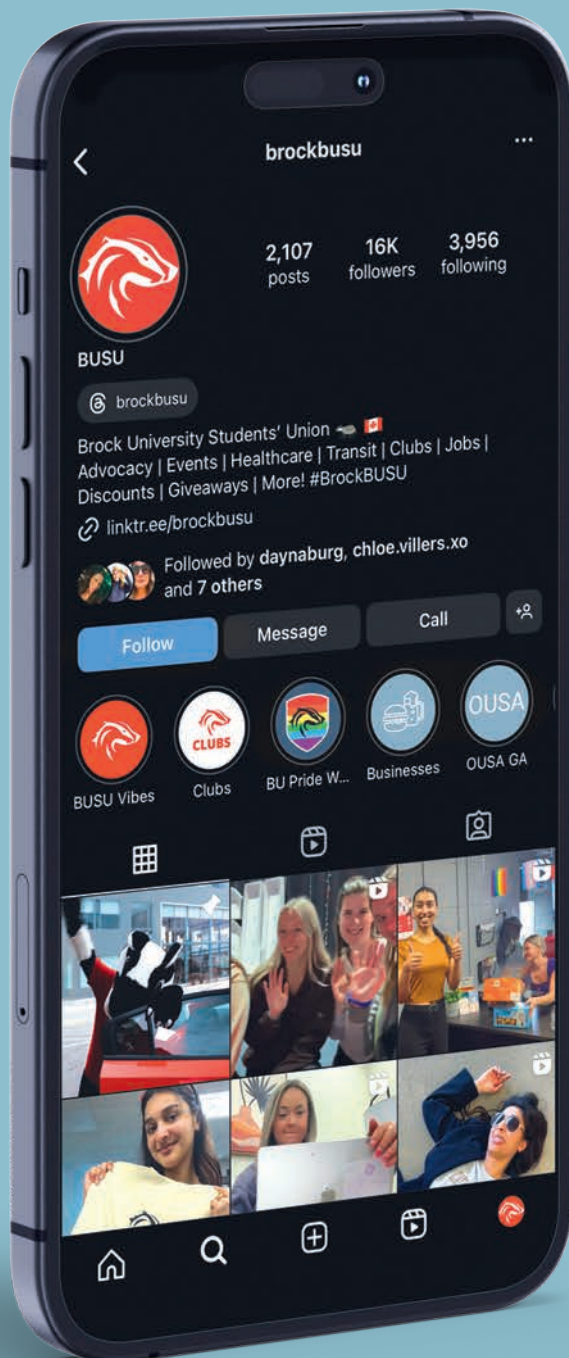 brockbusu
2,107 16K 3,956
posts followers following
BUSU
brockbusu
Brock University Students' Union 🦡 🇨🇦
Advocacy | Events | Healthcare | Transit | Clubs | Jobs |
Discounts | Giveaways | More! #BrockBUSU
linktr.ee/brockbusu
Followed by daynaburg, chloe.villers.xo
and 7 others
Follow Message Call
CLUBS OUSA
BUSU Vibes Clubs BU Pride W... Businesses OUSA GA